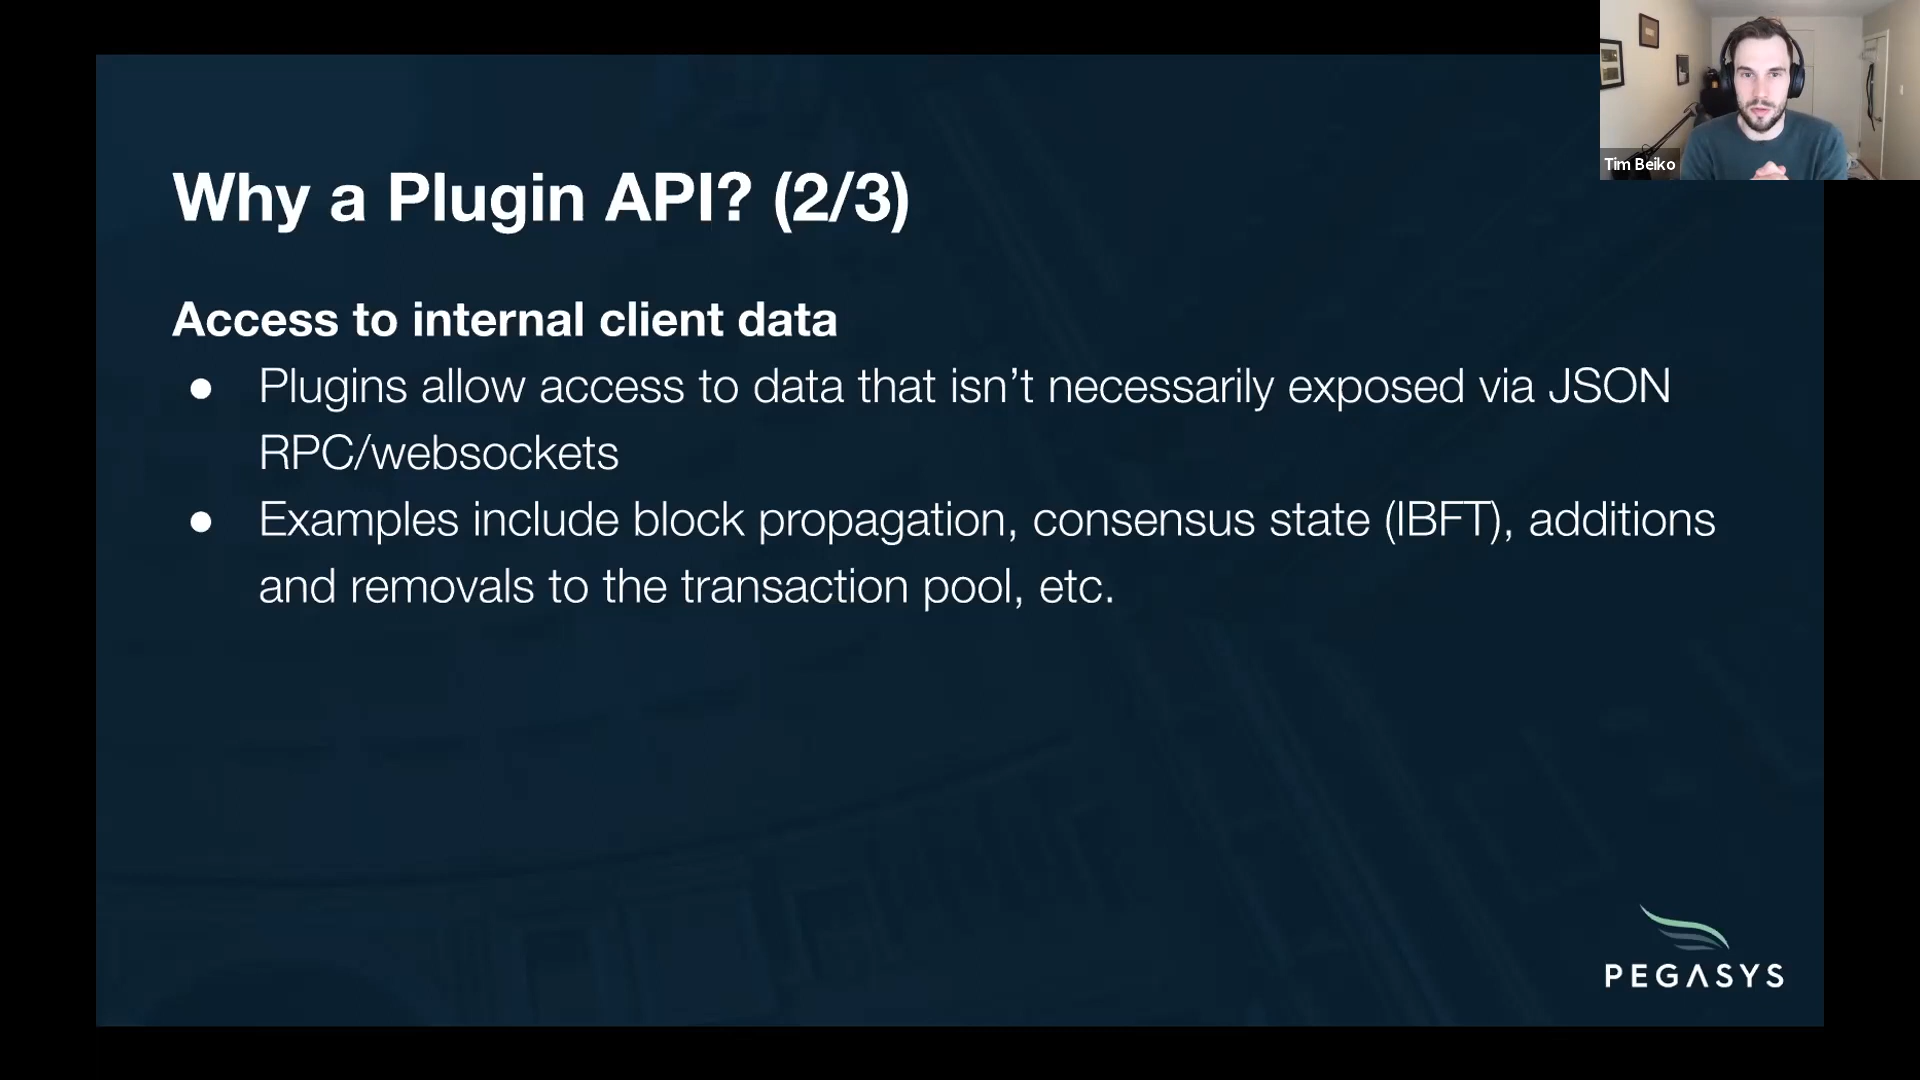 Tim Beiko
Why a Plugin API? (2/3)
Access to internal client data
● Plugins allow access to data that isn’t necessarily exposed via JSON
RPC/websockets
● Examples include block propagation, consensus state (IBFT), additions
and removals to the transaction pool, etc.
PEGASYS